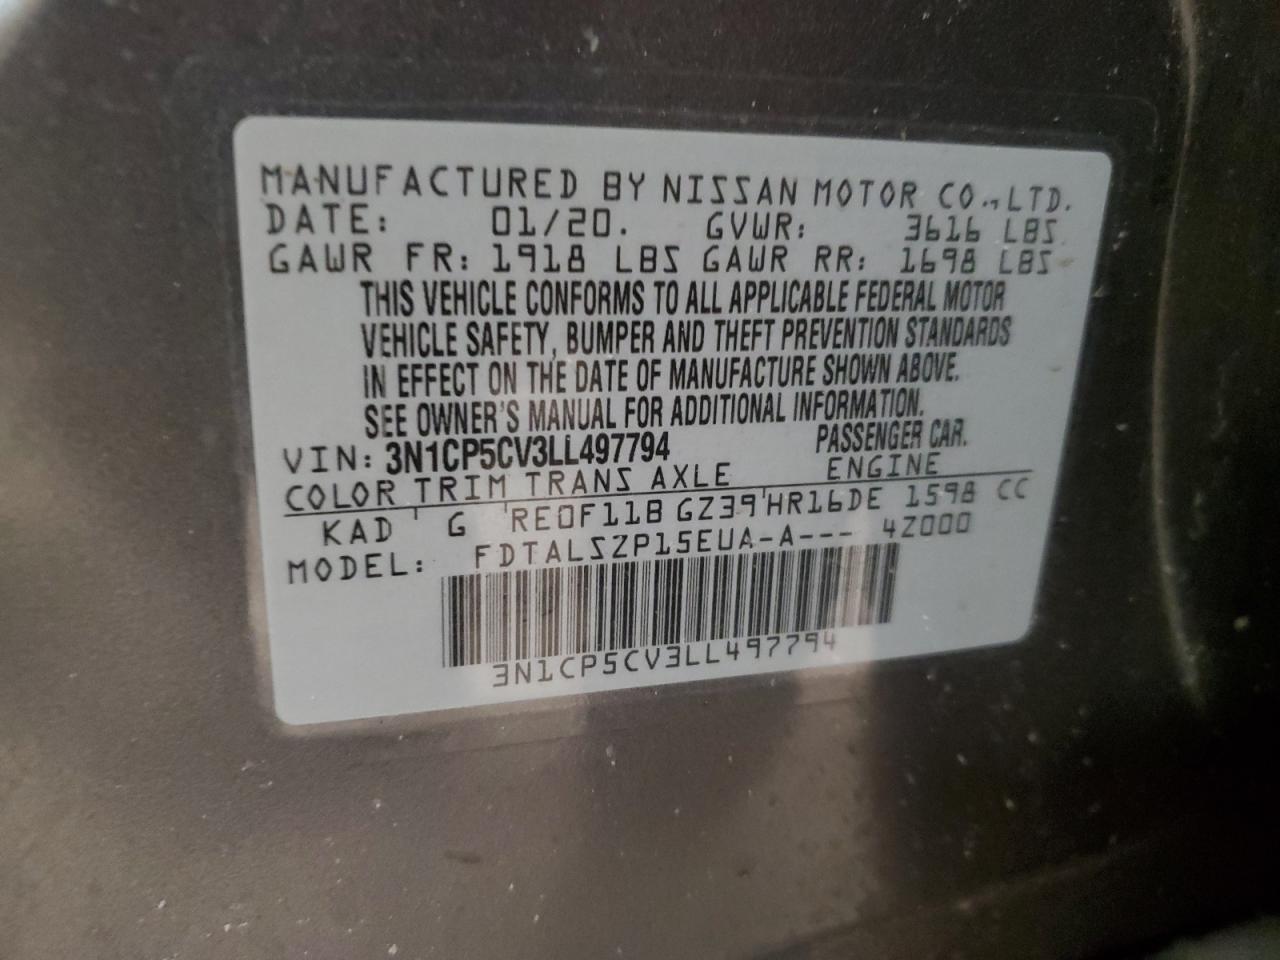 MANUFACTURED BY NISSAN MOTOR CO., LTD.
DATE: 01/20. GVWR: 3616 LBS
GAWR FR: 1918 LBS GAWR RR: 1698 LBS
THIS VEHICLE CONFORMS TO ALL APPLICABLE FEDERAL MOTOR
VEHICLE SAFETY, BUMPER AND THEFT PREVENTION STANDARDS
IN EFFECT ON THE DATE OF MANUFACTURE SHOWN ABOVE.
SEE OWNER'S MANUAL FOR ADDITIONAL INFORMATION.
VIN: 3N1CP5CV3LL497794 PASSENGER CAR.
COLOR TRIM TRANS AXLE ENGINE
KAD ' G 'RE0F11B GZ39'HR16DE 1598 CC
MODEL: FDTALSZP15EUA-A--- 4Z000
3N1CP5CV3LL497794